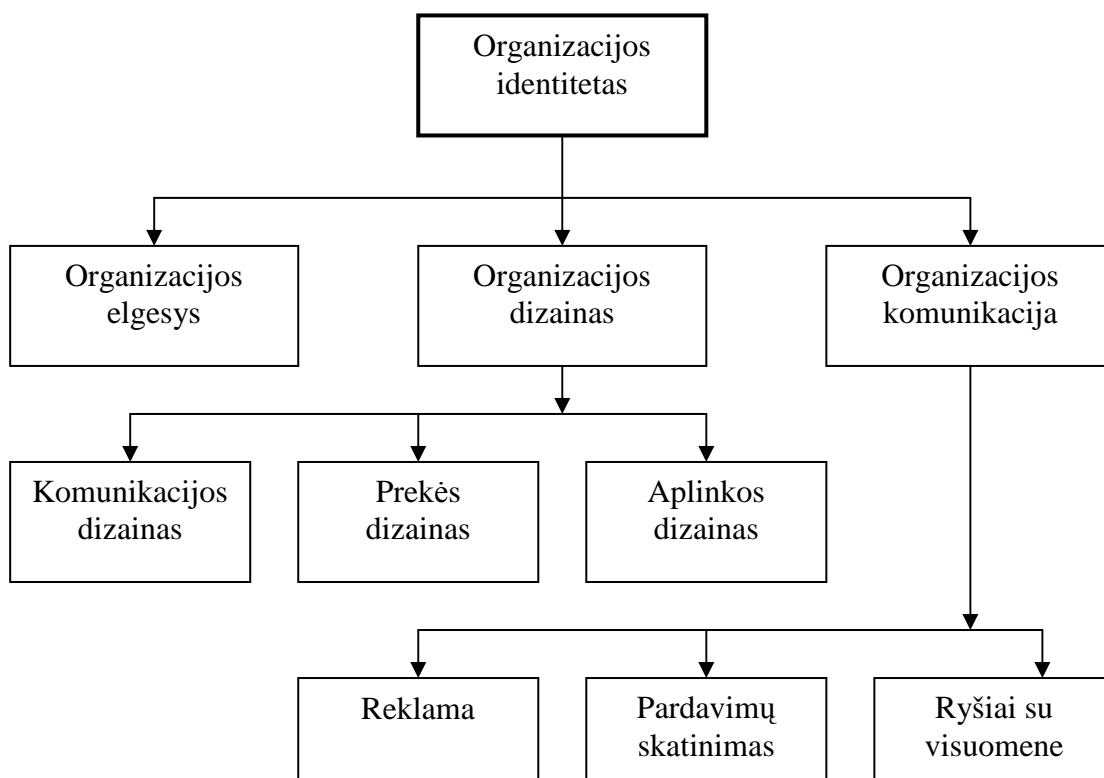 Organizacijos
identitetas
Organizacijos
elgesys
Organizacijos
dizainas
Organizacijos
komunikacija
Komunikacijos
dizainas
Prekės
dizainas
Aplinkos
dizainas
Reklama
Pardavimų
skatinimas
Ryšiai su
visuomene